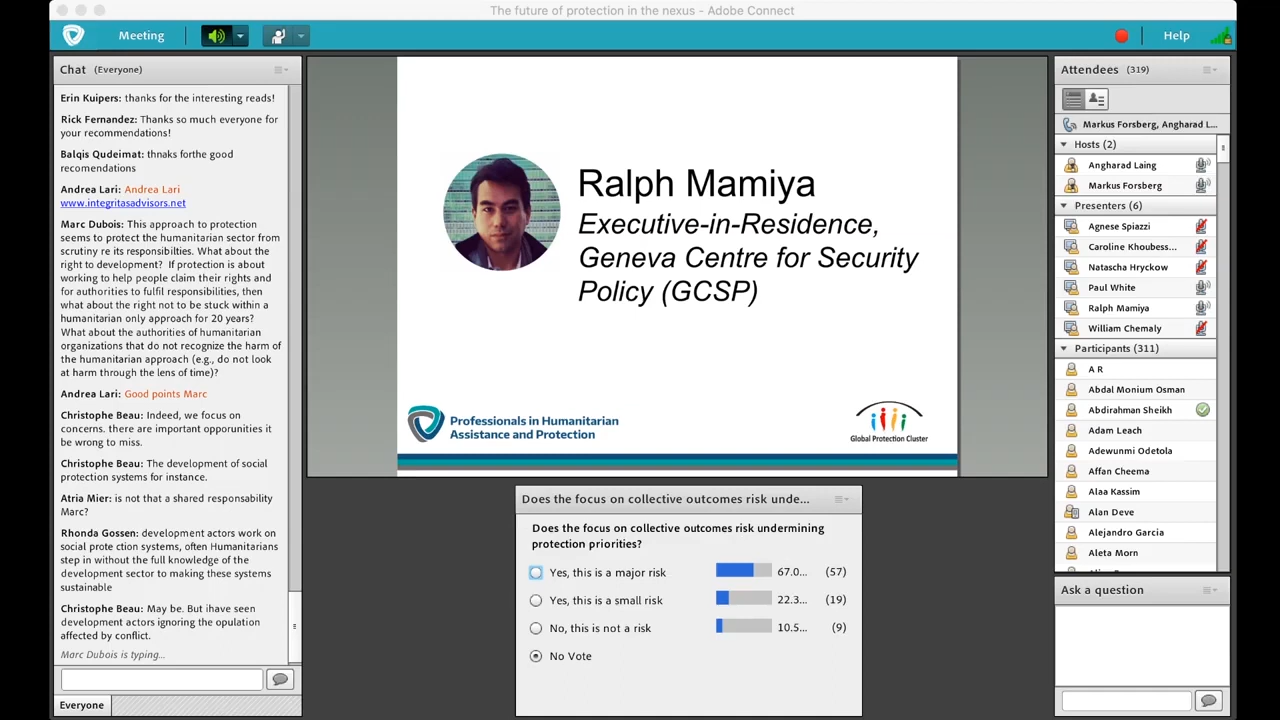 The future of protection in the nexus - Adobe Connect
Meeting
Help
Chat (Everyone)
Erin Kuipers: thanks for the interesting reads!
Rick Fernandez: Thanks so much everyone for
your recommendations!
Balqis Qudeimat: thnaks forthe good
recomendations
Andrea Lari: Andrea Lari
www.integritasadvisors.net
Marc Dubois: This approach to protection
seems to protect the humanitarian sector from
scrutiny re its responsibilties. What about the
right to development? If protection is about
working to help people claim their rights and
for authorities to fulfil responsibilities, then
what about the right not to be stuck within a
humanitarian only approach for 20 years?
What about the authorities of humanitarian
organizations that do not recognize the harm of
the humanitarian approach (e.g., do not look
at harm through the lens of time)?
Andrea Lari: Good points Marc
Christophe Beau: Indeed, we focus on
concerns. there are important opporunities it
be wrong to miss.
Christophe Beau: The development of social
protection systems for instance.
Atria Mier: is not that a shared responsability
Marc?
Rhonda Gossen: development actors work on
social prote ction systems, often Humanitarians
step in without the full knowledge of the
development sector to making these systems
sustainable
Christophe Beau: May be. But ihave seen
development actors ignoring the opulation
affected by conflict.
Marc Dubois is typing...
Everyone
Ralph Mamiya
Executive-in-Residence,
Geneva Centre for Security
Policy (GCSP)
Professionals in Humanitarian
Assistance and Protection
Global Protection Cluster
Does the focus on collective outcomes risk unde...
Does the focus on collective outcomes risk undermining
protection priorities?
Yes, this is a major risk 67.0... (57)
Yes, this is a small risk 22.3... (19)
No, this is not a risk 10.5... (9)
No Vote
Attendees (319)
Markus Forsberg, Angharad L...
Hosts (2)
Angharad Laing
Markus Forsberg
Presenters (6)
Agnese Spiazzi
Caroline Khoubess...
Natascha Hryckow
Paul White
Ralph Mamiya
William Chemaly
Participants (311)
A R
Abdal Monium Osman
Abdirahman Sheikh
Adam Leach
Adewunmi Odetola
Affan Cheema
Alaa Kassim
Alan Deve
Alejandro Garcia
Aleta Morn
Ask a question